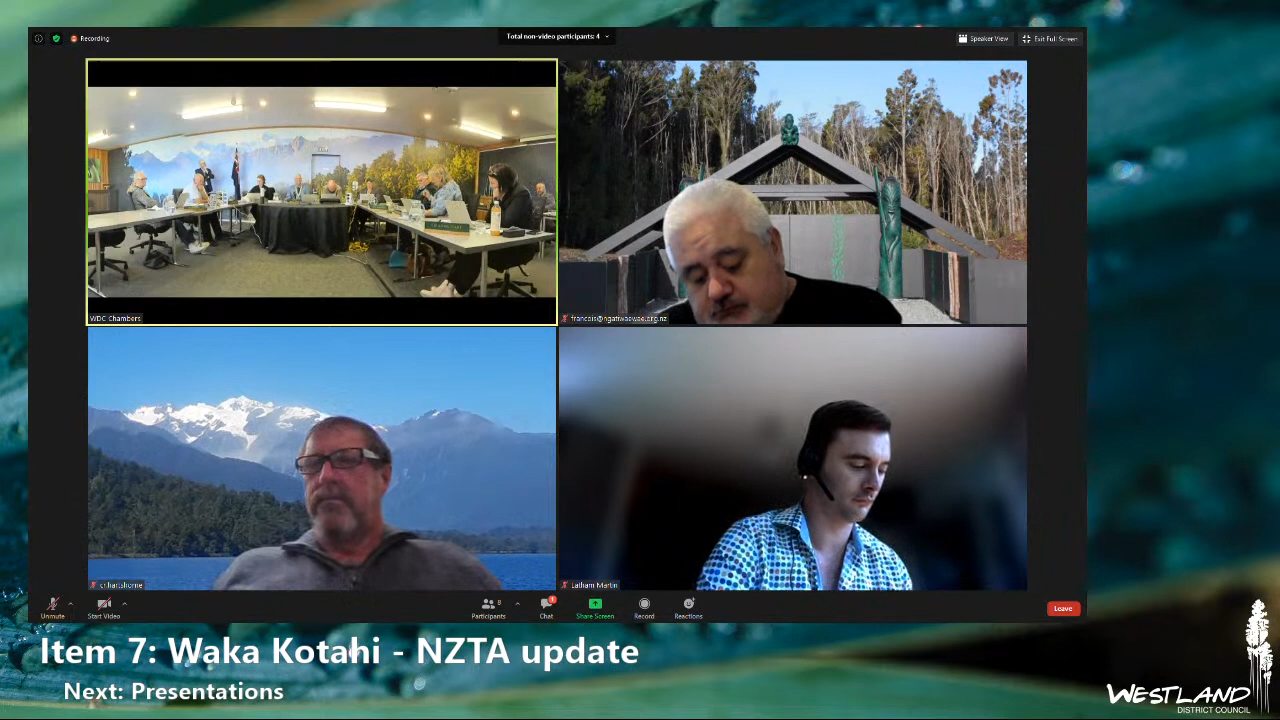 Recording
Total non-video participants: 4
Speaker View
Exit Full Screen
WDC Chambers
francois@ngatiwaewae.org.nz
cr.hartshorne
Latham Martin
Unmute
Start Video
Participants
8
Chat
1
Share Screen
Record
Reactions
Leave
Item 7: Waka Kotahi - NZTA update
Next: Presentations
WESTLAND
DISTRICT COUNCIL